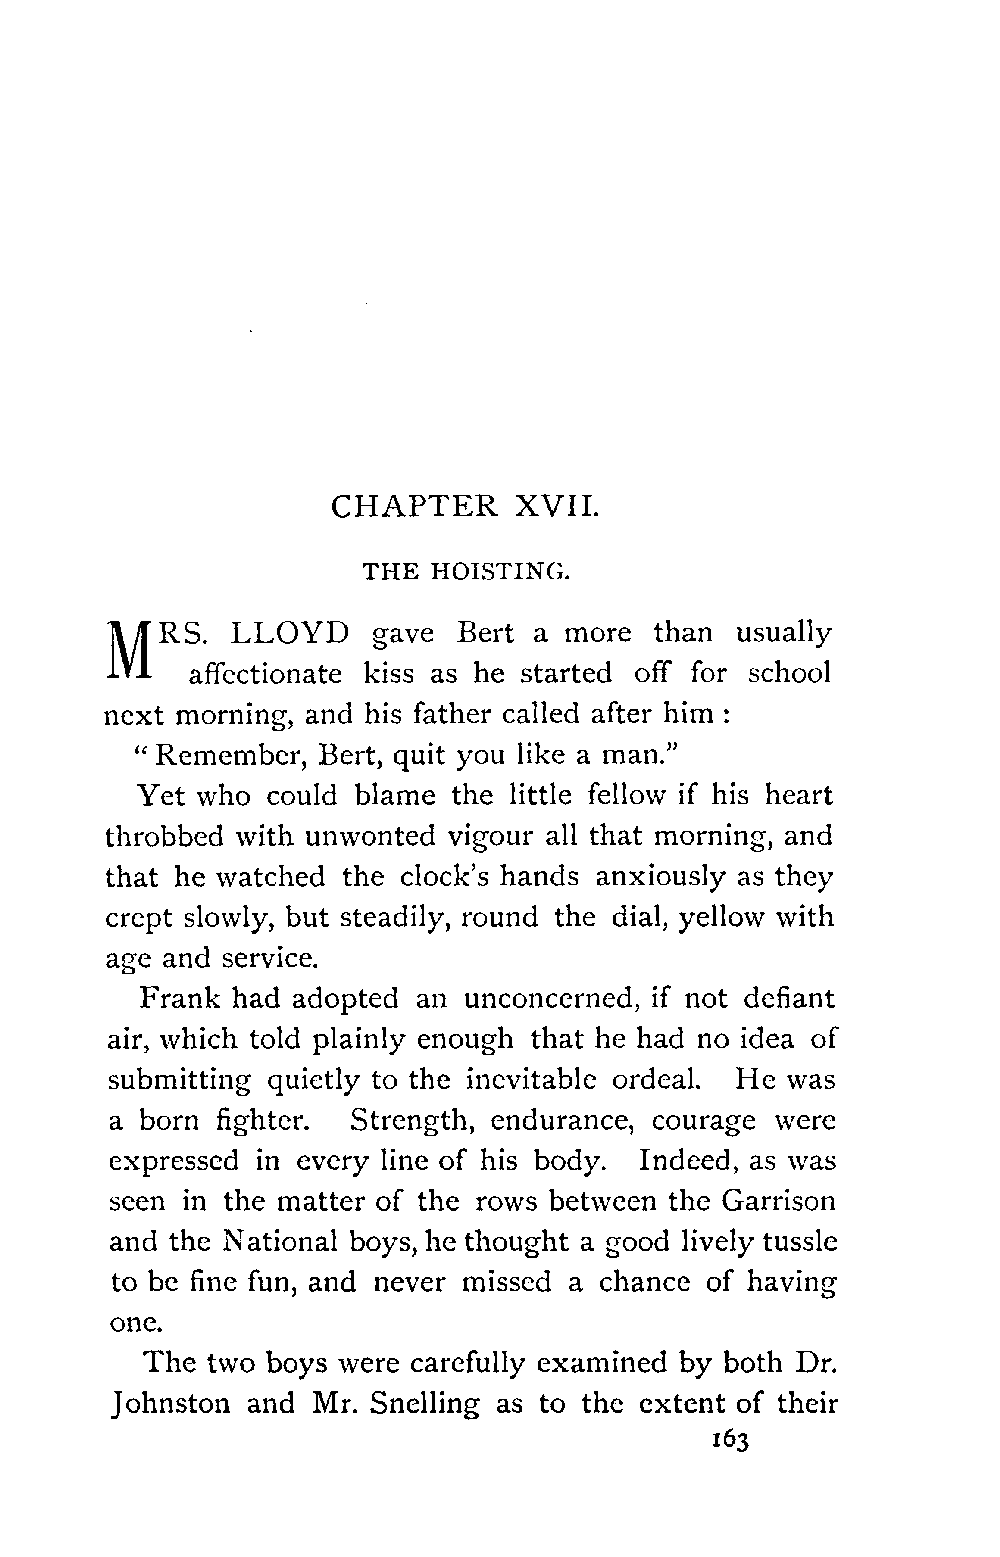 CHAPTER XVII.
THE HOISTING.
MRS. LLOYD gave Bert a more than usually
affectionate kiss as he started off for school
next morning, and his father called after him :
“ Remember, Bert, quit you like a man.”
Yet who could blame the little fellow if his heart
throbbed with unwonted vigour all that morning, and
that he watched the clock’s hands anxiously as they
crept slowly, but steadily, round the dial, yellow with
age and service.
Frank had adopted an unconcerned, if not defiant
air, which told plainly enough that he had no idea of
submitting quietly to the inevitable ordeal. He was
a born fighter. Strength, endurance, courage were
expressed in every line of his body. Indeed, as was
seen in the matter of the rows between the Garrison
and the National boys, he thought a good lively tussle
to be fine fun, and never missed a chance of having
one.
The two boys were carefully examined by both Dr.
Johnston and Mr. Snelling as to the extent of their
163